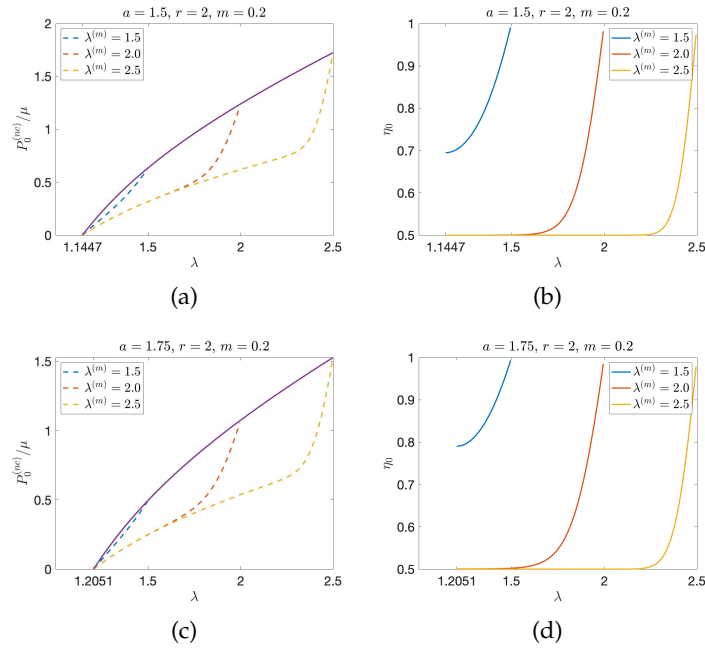 a = 1.5, r = 2, m = 0.2
P₀⁽ⁿᶜ⁾/μ
2
1.5
1
0.5
0
λ⁽ᵐ⁾ = 1.5
λ⁽ᵐ⁾ = 2.0
λ⁽ᵐ⁾ = 2.5
1.1447 1.5 2 2.5
λ
(a)
a = 1.5, r = 2, m = 0.2
η₀
1
0.9
0.8
0.7
0.6
0.5
λ⁽ᵐ⁾ = 1.5
λ⁽ᵐ⁾ = 2.0
λ⁽ᵐ⁾ = 2.5
1.1447 1.5 2 2.5
λ
(b)
a = 1.75, r = 2, m = 0.2
P₀⁽ⁿᶜ⁾/μ
1.5
1
0.5
0
λ⁽ᵐ⁾ = 1.5
λ⁽ᵐ⁾ = 2.0
λ⁽ᵐ⁾ = 2.5
1.2051 1.5 2 2.5
λ
(c)
a = 1.75, r = 2, m = 0.2
η₀
1
0.9
0.8
0.7
0.6
0.5
λ⁽ᵐ⁾ = 1.5
λ⁽ᵐ⁾ = 2.0
λ⁽ᵐ⁾ = 2.5
1.2051 1.5 2 2.5
λ
(d)